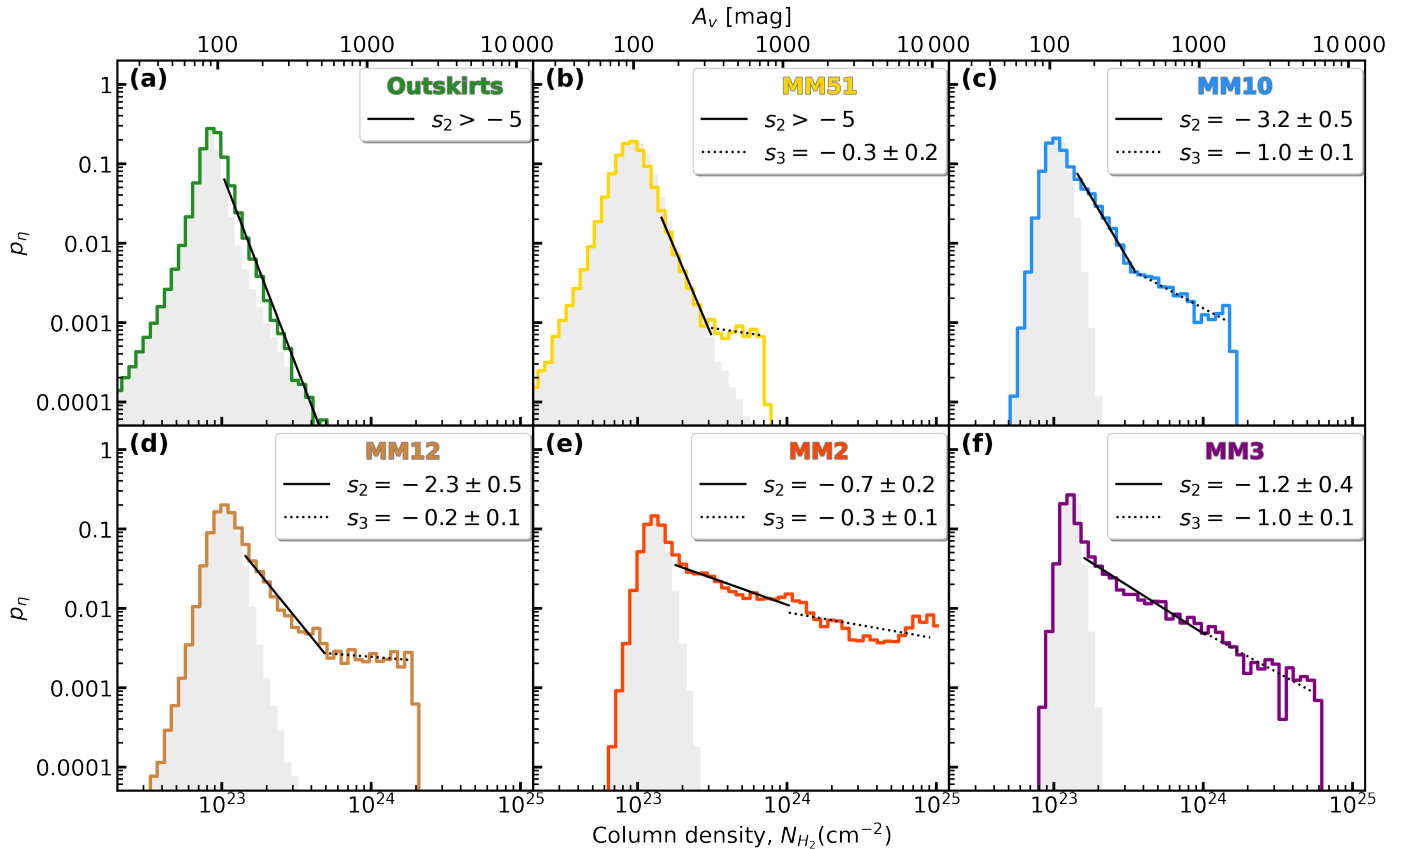 A_v [mag]
100 1000 10 000 100 1000 10 000 100 1000 10 000
(a) Outskirts
s_2 > −5
(b) MM51
s_2 > −5
s_3 = −0.3 ± 0.2
(c) MM10
s_2 = −3.2 ± 0.5
s_3 = −1.0 ± 0.1
1
0.1
0.01
0.001
0.0001
p_η
(d) MM12
s_2 = −2.3 ± 0.5
s_3 = −0.2 ± 0.1
(e) MM2
s_2 = −0.7 ± 0.2
s_3 = −0.3 ± 0.1
(f) MM3
s_2 = −1.2 ± 0.4
s_3 = −1.0 ± 0.1
1
0.1
0.01
0.001
0.0001
p_η
10^23 10^24 10^25 10^23 10^24 10^25 10^23 10^24 10^25
Column density, N_{H_2}(cm^{−2})